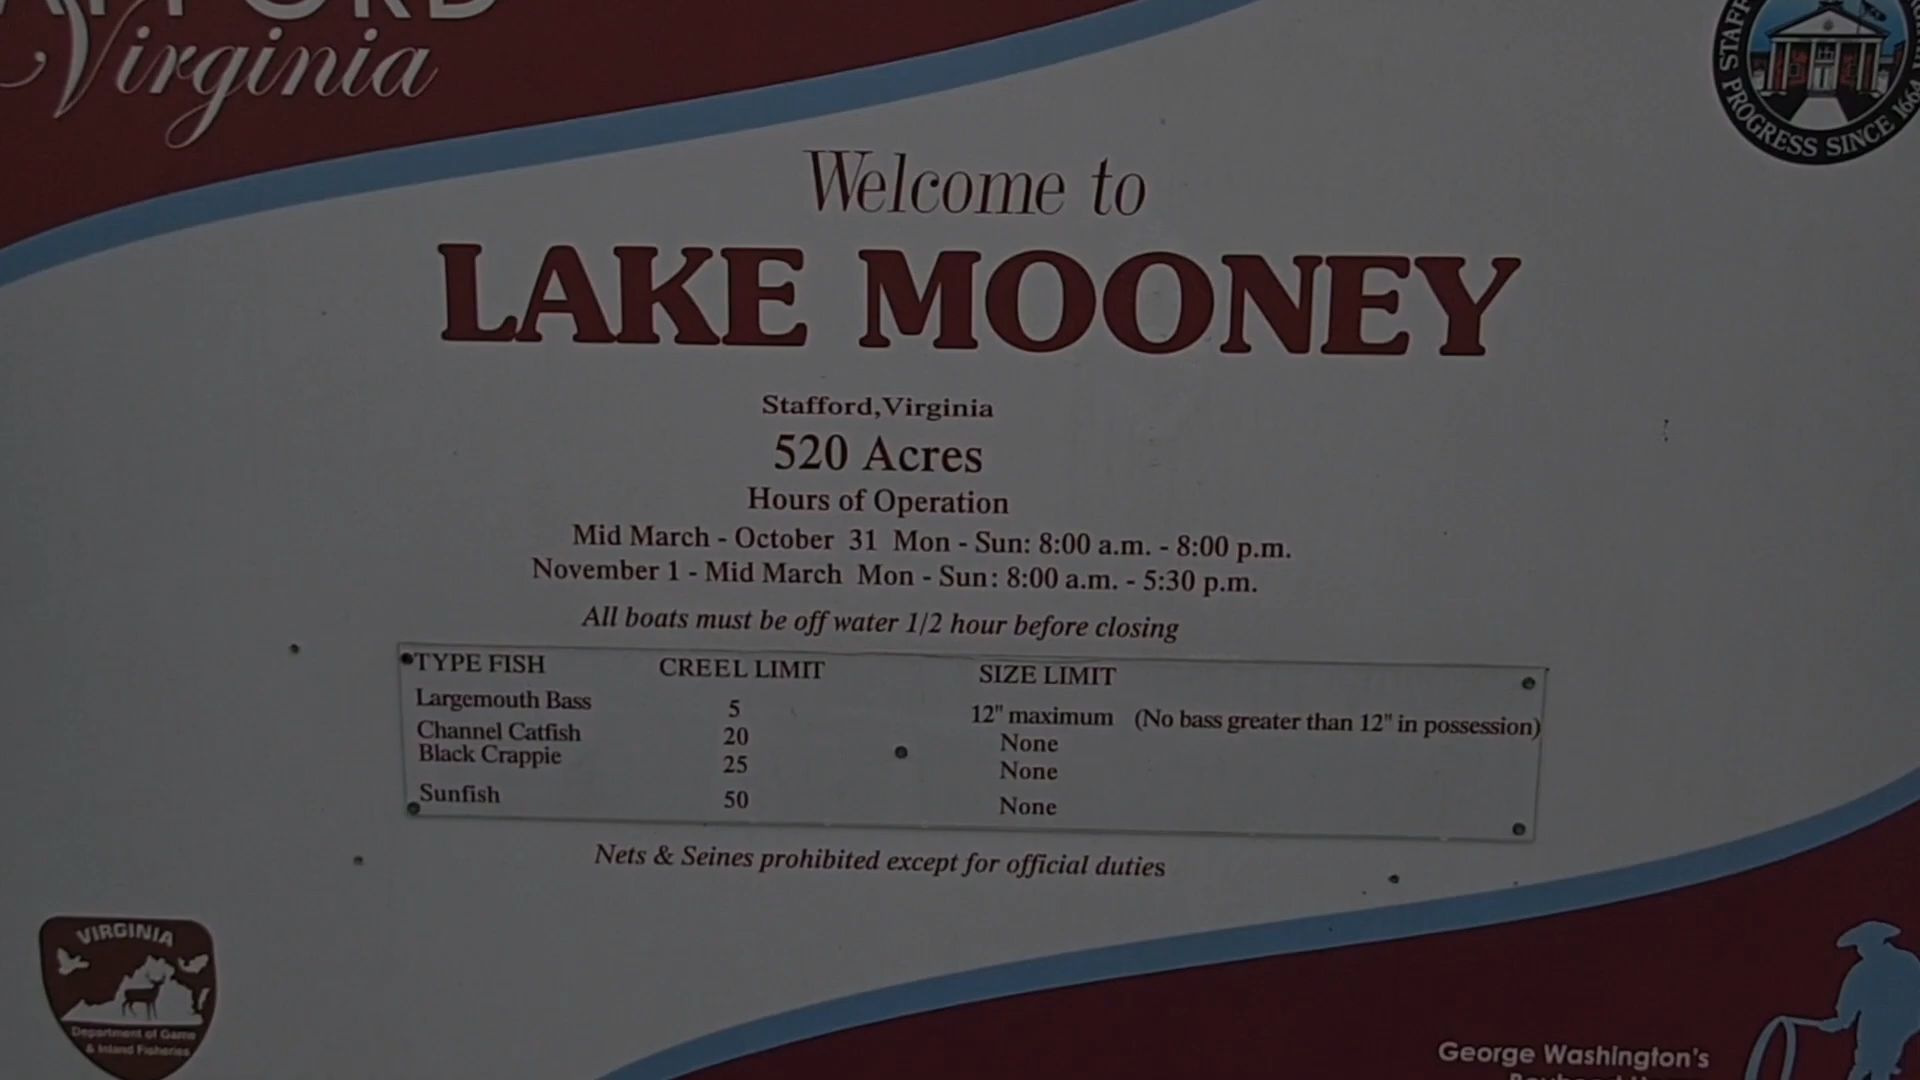 Virginia
STAFF
PROGRESS SINCE 1664
Welcome to
LAKE MOONEY
Stafford,Virginia
520 Acres
Hours of Operation
Mid March - October 31 Mon - Sun: 8:00 a.m. - 8:00 p.m.
November 1 - Mid March Mon - Sun: 8:00 a.m. - 5:30 p.m.
All boats must be off water 1/2 hour before closing
TYPE FISH CREEL LIMIT SIZE LIMIT
Largemouth Bass 5 12" maximum (No bass greater than 12" in possession)
Channel Catfish 20 None
Black Crappie 25 None
Sunfish 50 None
Nets & Seines prohibited except for official duties
VIRGINIA
Department of Game
& Inland Fisheries
George Washington's